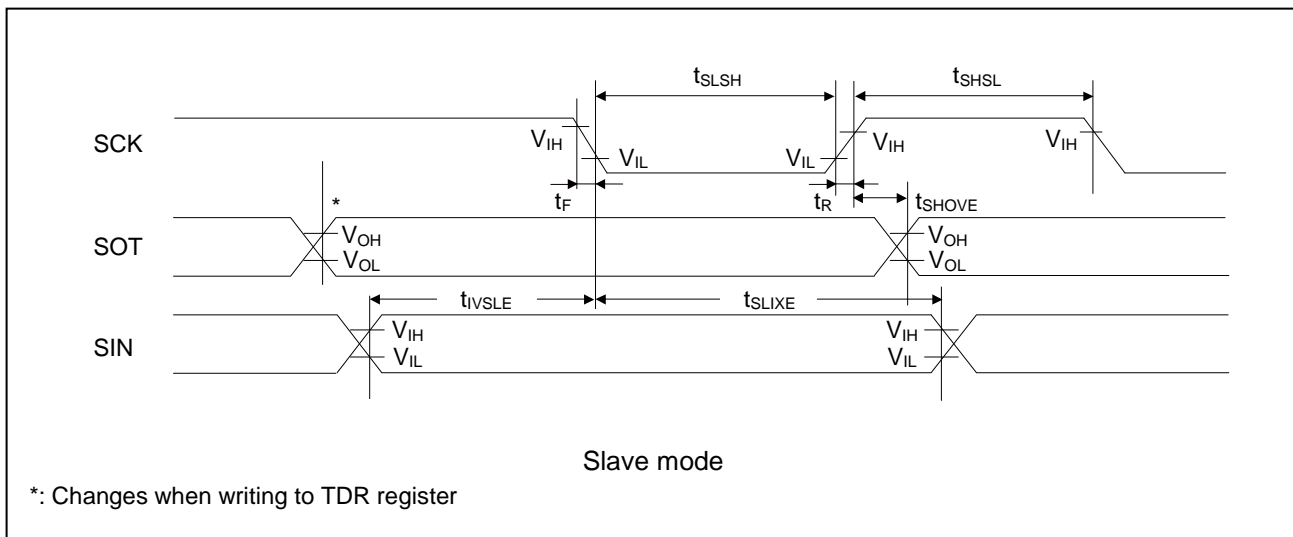 tSLSH tSHSL
SCK VIH VIL VIL VIH VIH
tF tR tSHOVE
*
SOT VOH VOH
VOL VOL
tIVSLE tSLIXE
SIN VIH VIH
VIL VIL
Slave mode
*: Changes when writing to TDR register